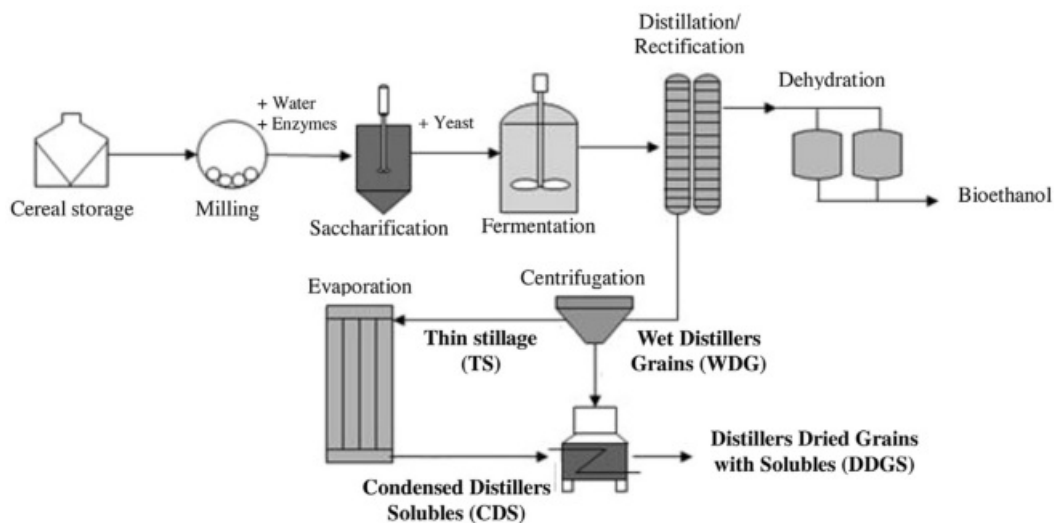 Distillation/
Rectification
Dehydration
+ Water
+ Enzymes
+ Yeast
Cereal storage
Milling
Saccharification
Fermentation
Bioethanol
Evaporation
Centrifugation
Thin stillage
(TS)
Wet Distillers
Grains (WDG)
Distillers Dried Grains
with Solubles (DDGS)
Condensed Distillers
Solubles (CDS)